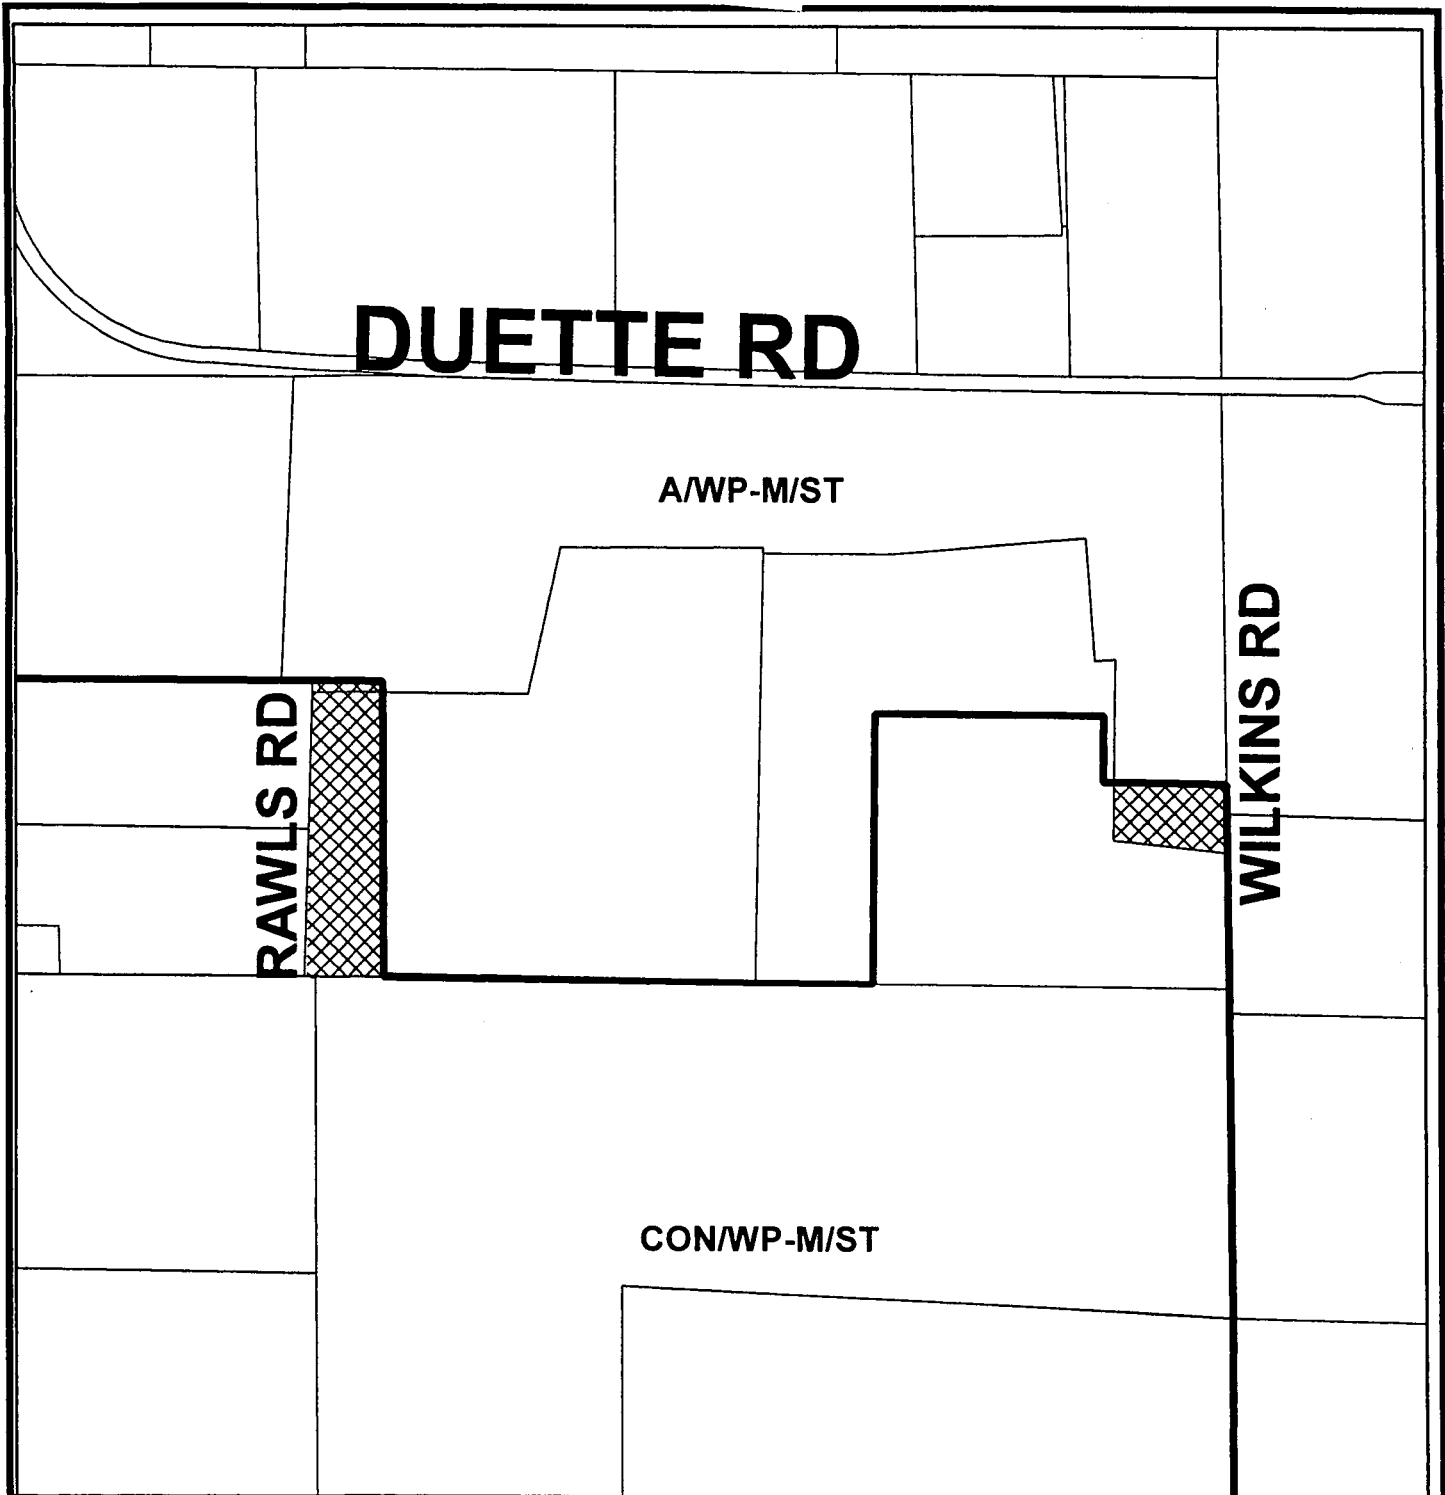 DUETTE RD
A/WP-M/ST
WILKINS RD
RAWLS RD
CON/WP-M/ST